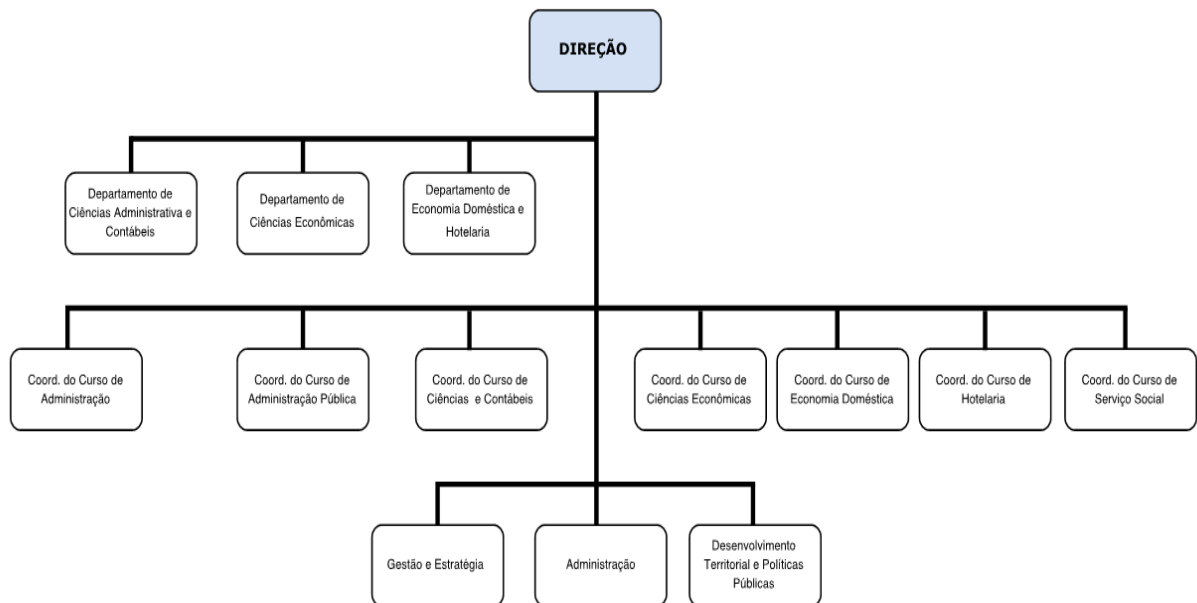 DIREÇÃO
Departamento de
Ciências Administrativa e
Contábeis
Departamento de
Ciências Econômicas
Departamento de
Economia Doméstica e
Hotelaria
Coord. do Curso de
Administração
Coord. do Curso de
Administração Pública
Coord. do Curso de
Ciências e Contábeis
Coord. do Curso de
Ciências Econômicas
Coord. do Curso de
Economia Doméstica
Coord. do Curso de
Hotelaria
Coord. do Curso de
Serviço Social
Gestão e Estratégia
Administração
Desenvolvimento
Territorial e Políticas
Públicas